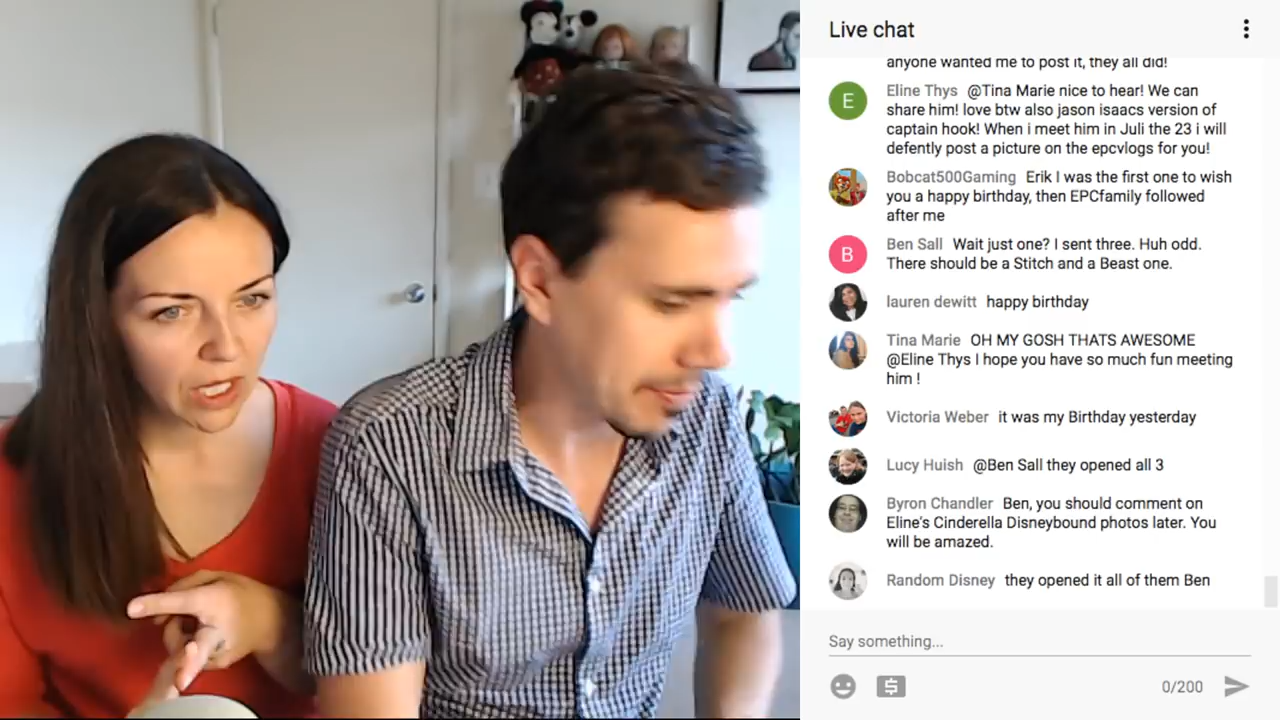 Live chat
anyone wanted me to post it, they all did!
E
Eline Thys @Tina Marie nice to hear! We can
share him! love btw also jason isaacs version of
captain hook! When i meet him in Juli the 23 i will
defently post a picture on the epcvlogs for you!
Bobcat500Gaming Erik I was the first one to wish
you a happy birthday, then EPCfamily followed
after me
B
Ben Sall Wait just one? I sent three. Huh odd.
There should be a Stitch and a Beast one.
lauren dewitt happy birthday
Tina Marie OH MY GOSH THATS AWESOME
@Eline Thys I hope you have so much fun meeting
him !
Victoria Weber it was my Birthday yesterday
Lucy Huish @Ben Sall they opened all 3
Byron Chandler Ben, you should comment on
Eline's Cinderella Disneybound photos later. You
will be amazed.
Random Disney they opened it all of them Ben
Say something...
$
0/200